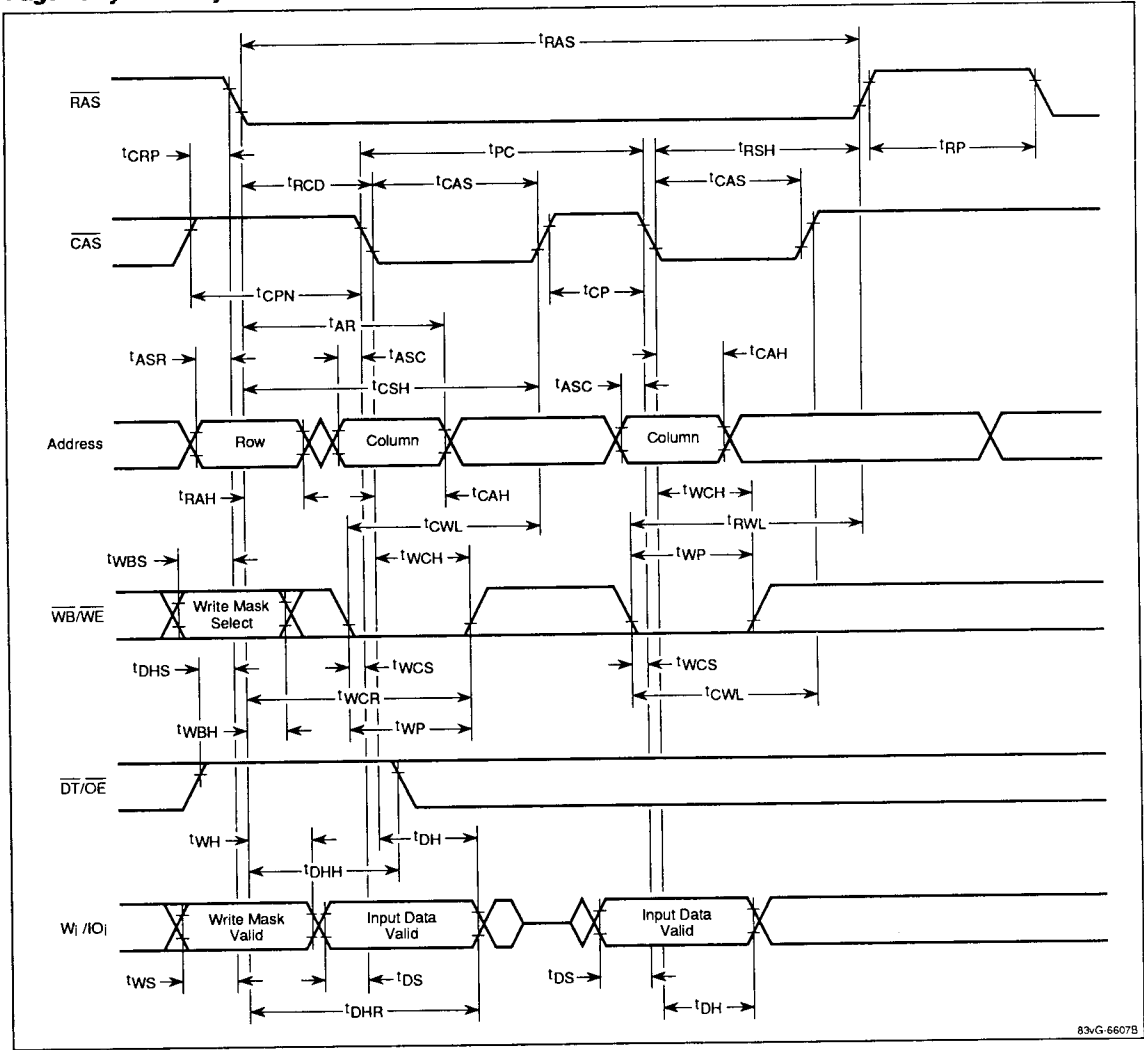 tRAS
RAS
tCRP
tPC
tRSH
tRP
tRCD
tCAS
tCAS
CAS
tCPN
tCP
tAR
tASR
tASC
tCAH
tCSH
tASC
Address
Row
Column
Column
tRAH
tCAH
tWCH
tCWL
tRWL
tWBS
tWCH
tWP
WB/WE
Write Mask
Select
tDHS
tWCS
tWCS
tWCR
tCWL
tWBH
tWP
DT/OE
tWH
tDH
tDHH
Wi /IOi
Write Mask
Valid
Input Data
Valid
Input Data
Valid
tWS
tDS
tDS
tDHR
tDH
83vG-6607B